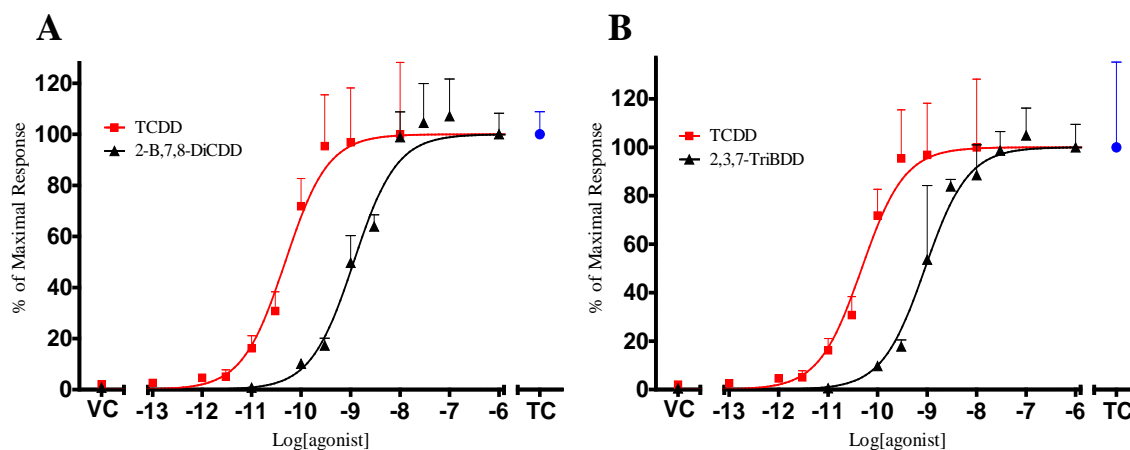 A
% of Maximal Response
120
100
80
60
40
20
0
TCDD
2-B,7,8-DiCDD
VC -13 -12 -11 -10 -9 -8 -7 -6 TC
Log[agonist]
B
% of Maximal Response
120
100
80
60
40
20
0
TCDD
2,3,7-TriBDD
VC -13 -12 -11 -10 -9 -8 -7 -6 TC
Log[agonist]